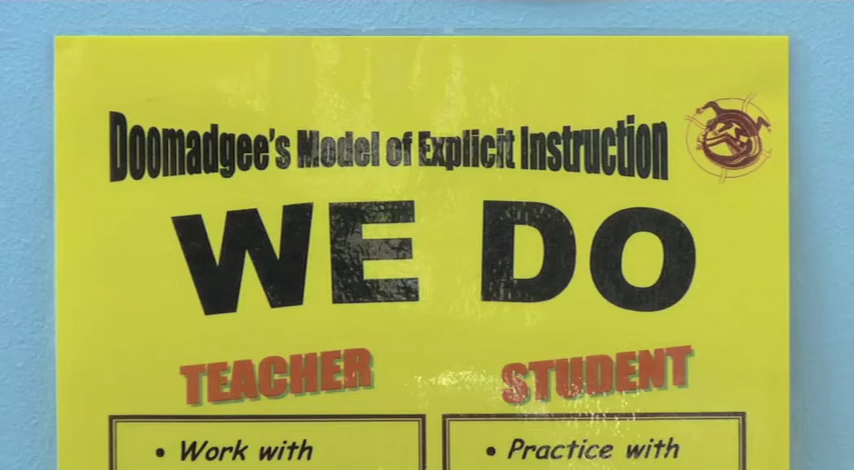 Doomadgee's Model of Explicit Instruction
WE DO
TEACHER STUDENT
• Work with • Practice with